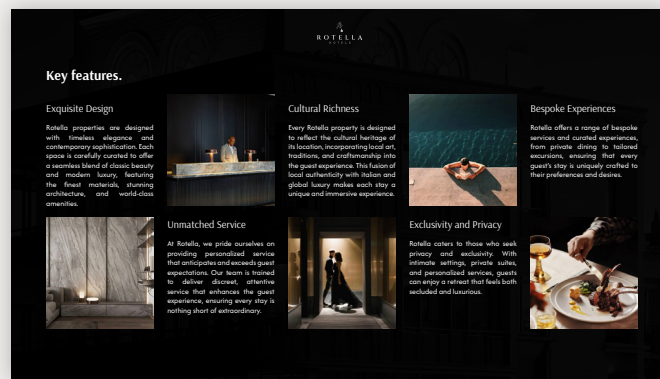 ROTELLA
HOTELS
Key features.
Exquisite Design
Rotella properties are designed
with timeless elegance and
contemporary sophistication. Each
space is carefully curated to offer
a seamless blend of classic beauty
and modern luxury, featuring
the finest materials, stunning
architecture, and world-class
amenities.
Cultural Richness
Every Rotella property is designed
to reflect the cultural heritage of
its location, incorporating local art,
traditions, and craftsmanship into
the guest experience. This fusion of
local authenticity with italian and
global luxury makes each stay a
unique and immersive experience.
Bespoke Experiences
Rotella offers a range of bespoke
services and curated experiences,
from private dining to tailored
excursions, ensuring that every
guest's stay is uniquely crafted to
their preferences and desires.
Unmatched Service
At Rotella, we pride ourselves on
providing personalized service
that anticipates and exceeds guest
expectations. Our team is trained
to deliver discreet, attentive
service that enhances the guest
experience, ensuring every stay is
nothing short of extraordinary.
Exclusivity and Privacy
Rotella caters to those who seek
privacy and exclusivity. With
intimate settings, private suites,
and personalized services, guests
can enjoy a retreat that feels both
secluded and luxurious.